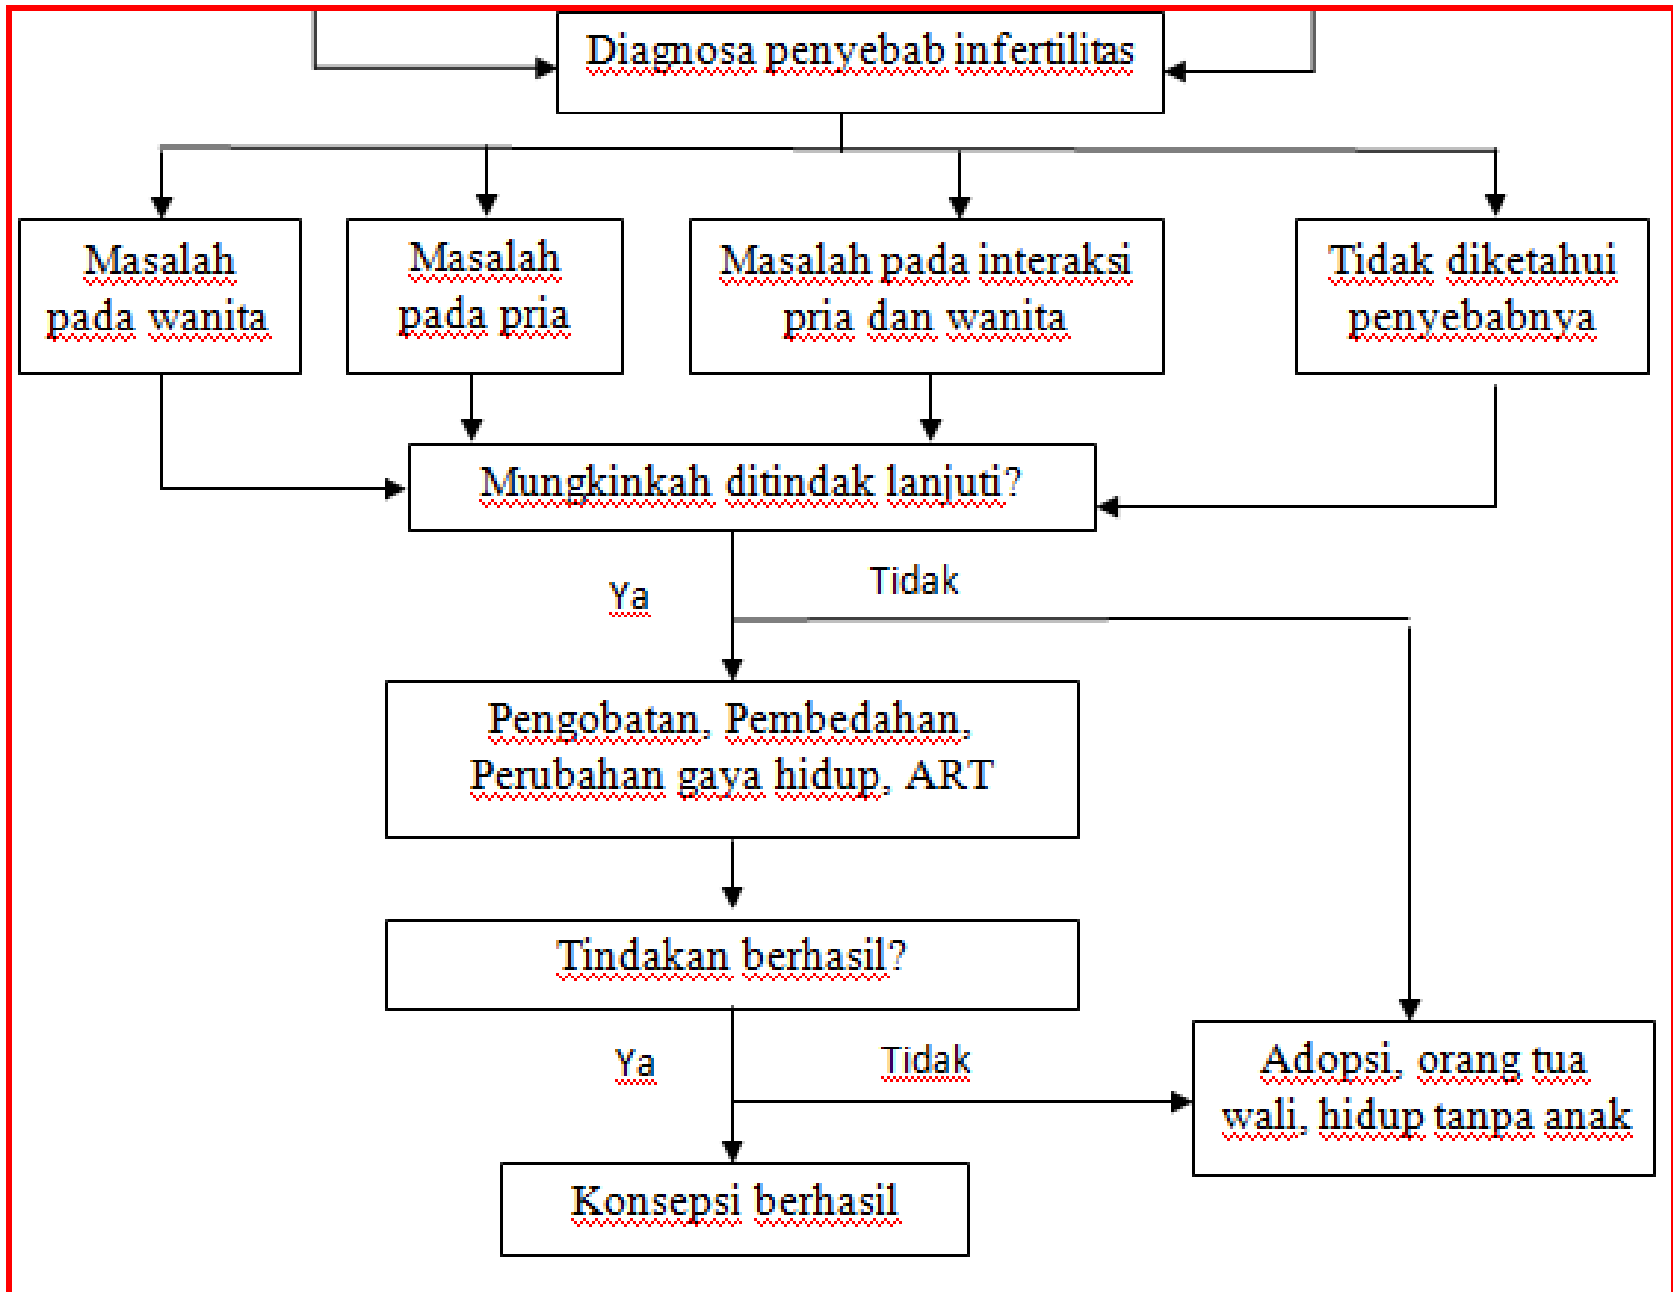 Diagnosa penyebab infertilitas
Masalah
pada wanita
Masalah
pada pria
Masalah pada interaksi
pria dan wanita
Tidak diketahui
penyebabnya
Mungkinkah ditindak lanjuti?
Ya
Tidak
Pengobatan, Pembedahan,
Perubahan gaya hidup, ART
Tindakan berhasil?
Ya
Tidak
Adopsi, orang tua
wali, hidup tanpa anak
Konsepsi berhasil